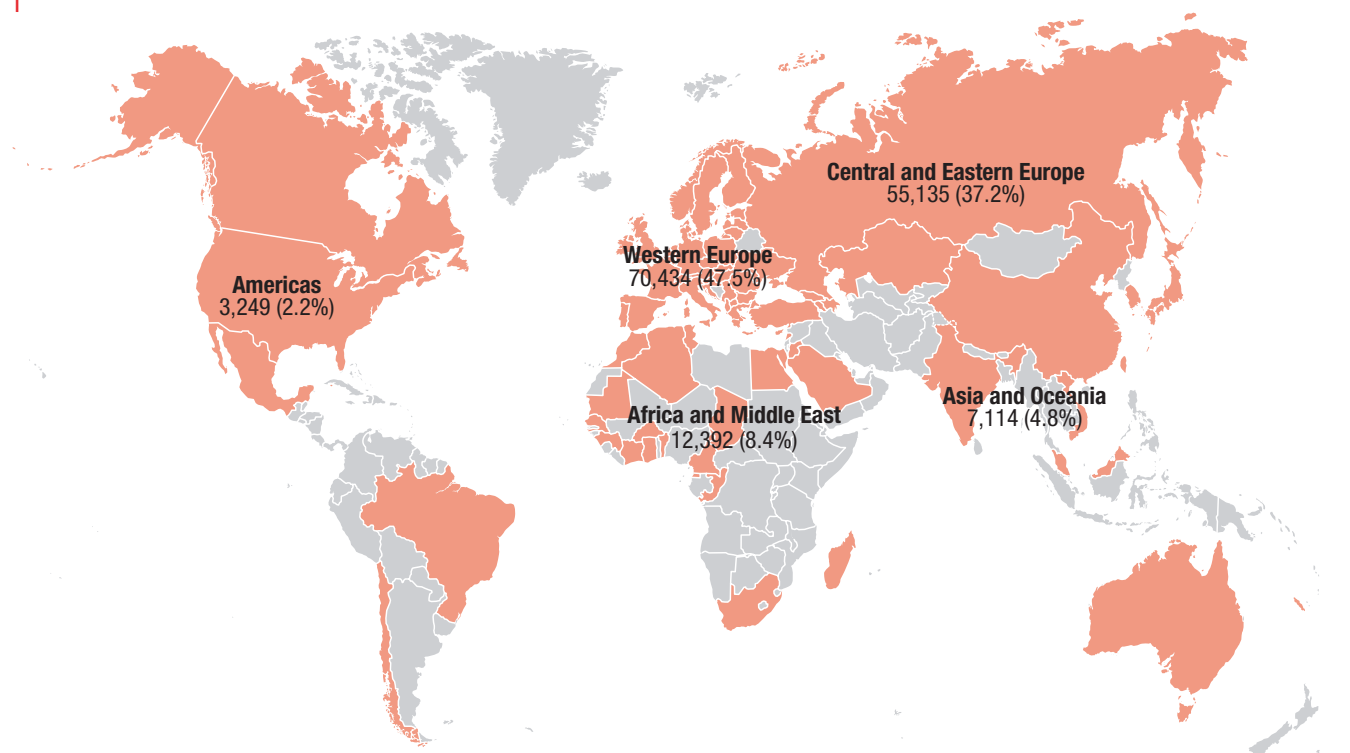 Central and Eastern Europe
55,135 (37.2%)
Western Europe
70,434 (47.5%)
Americas
3,249 (2.2%)
Asia and Oceania
7,114 (4.8%)
Africa and Middle East
12,392 (8.4%)